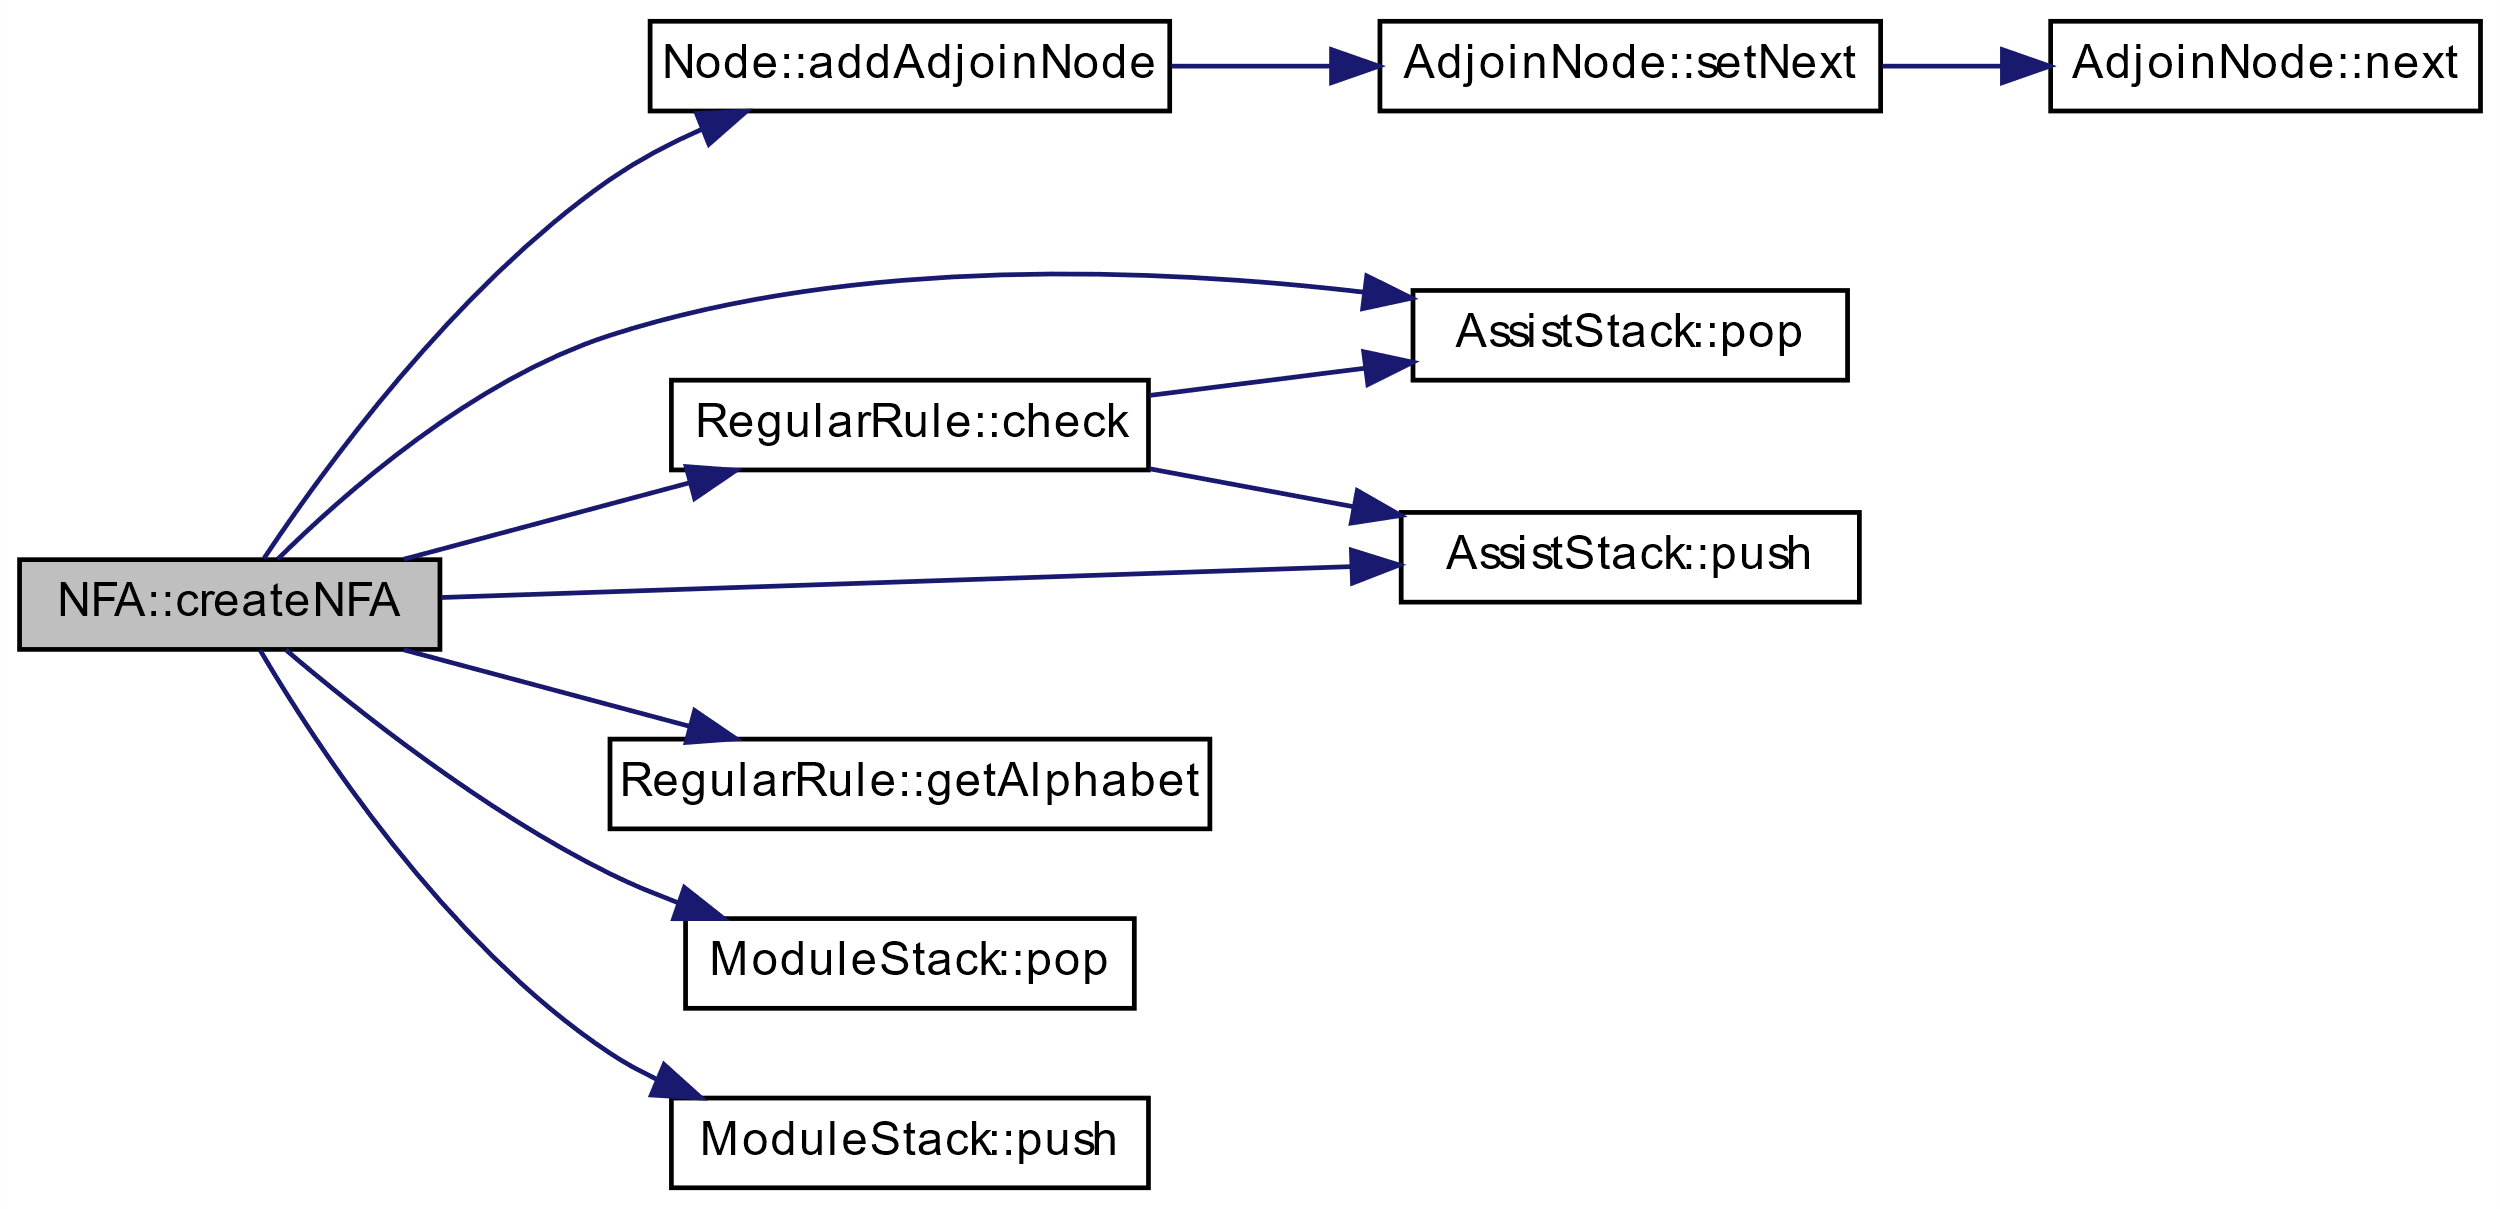 Node::addAdjoinNode
AdjoinNode::setNext
AdjoinNode::next
AssistStack::pop
RegularRule::check
AssistStack::push
NFA::createNFA
RegularRule::getAlphabet
ModuleStack::pop
ModuleStack::push